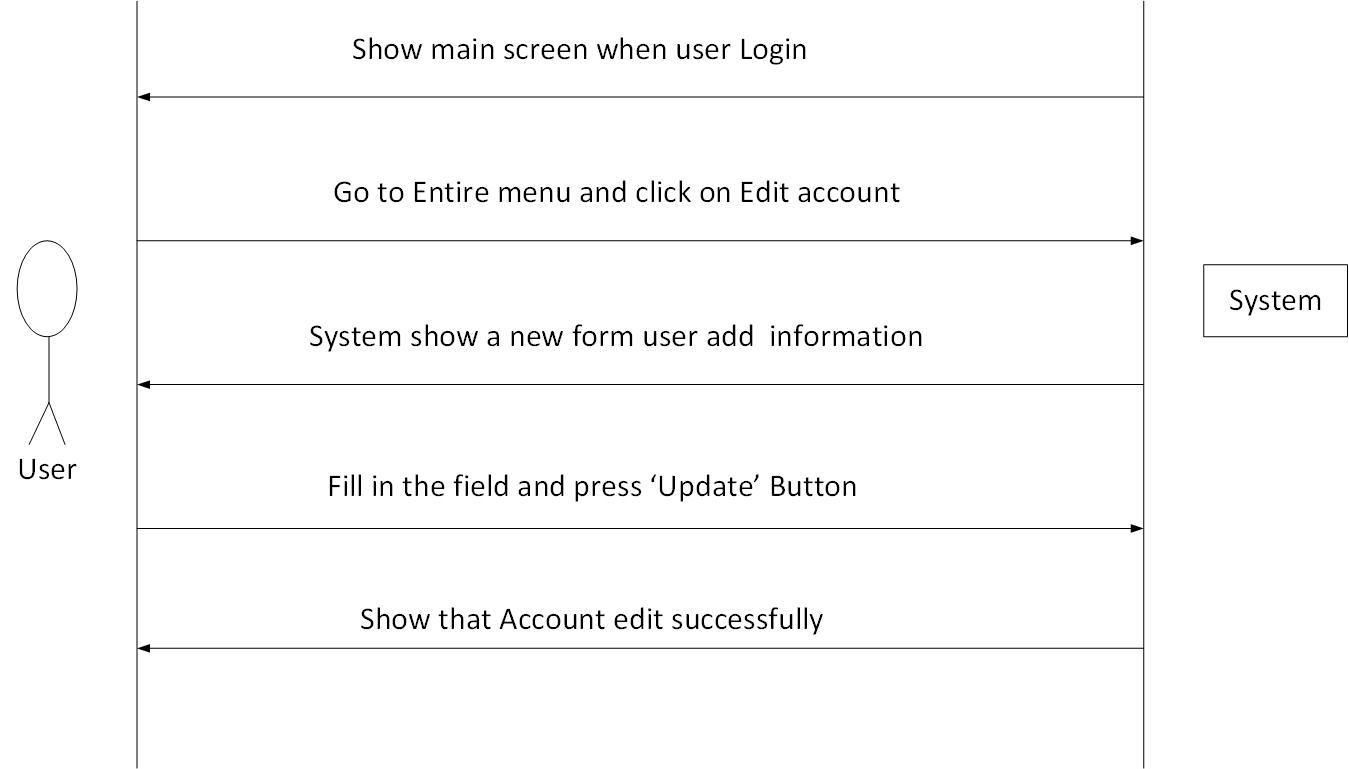 Show main screen when user Login
Go to Entire menu and click on Edit account
System
System show a new form user add  information
User
Fill in the field and press ‘Update’ Button
Show that Account edit successfully